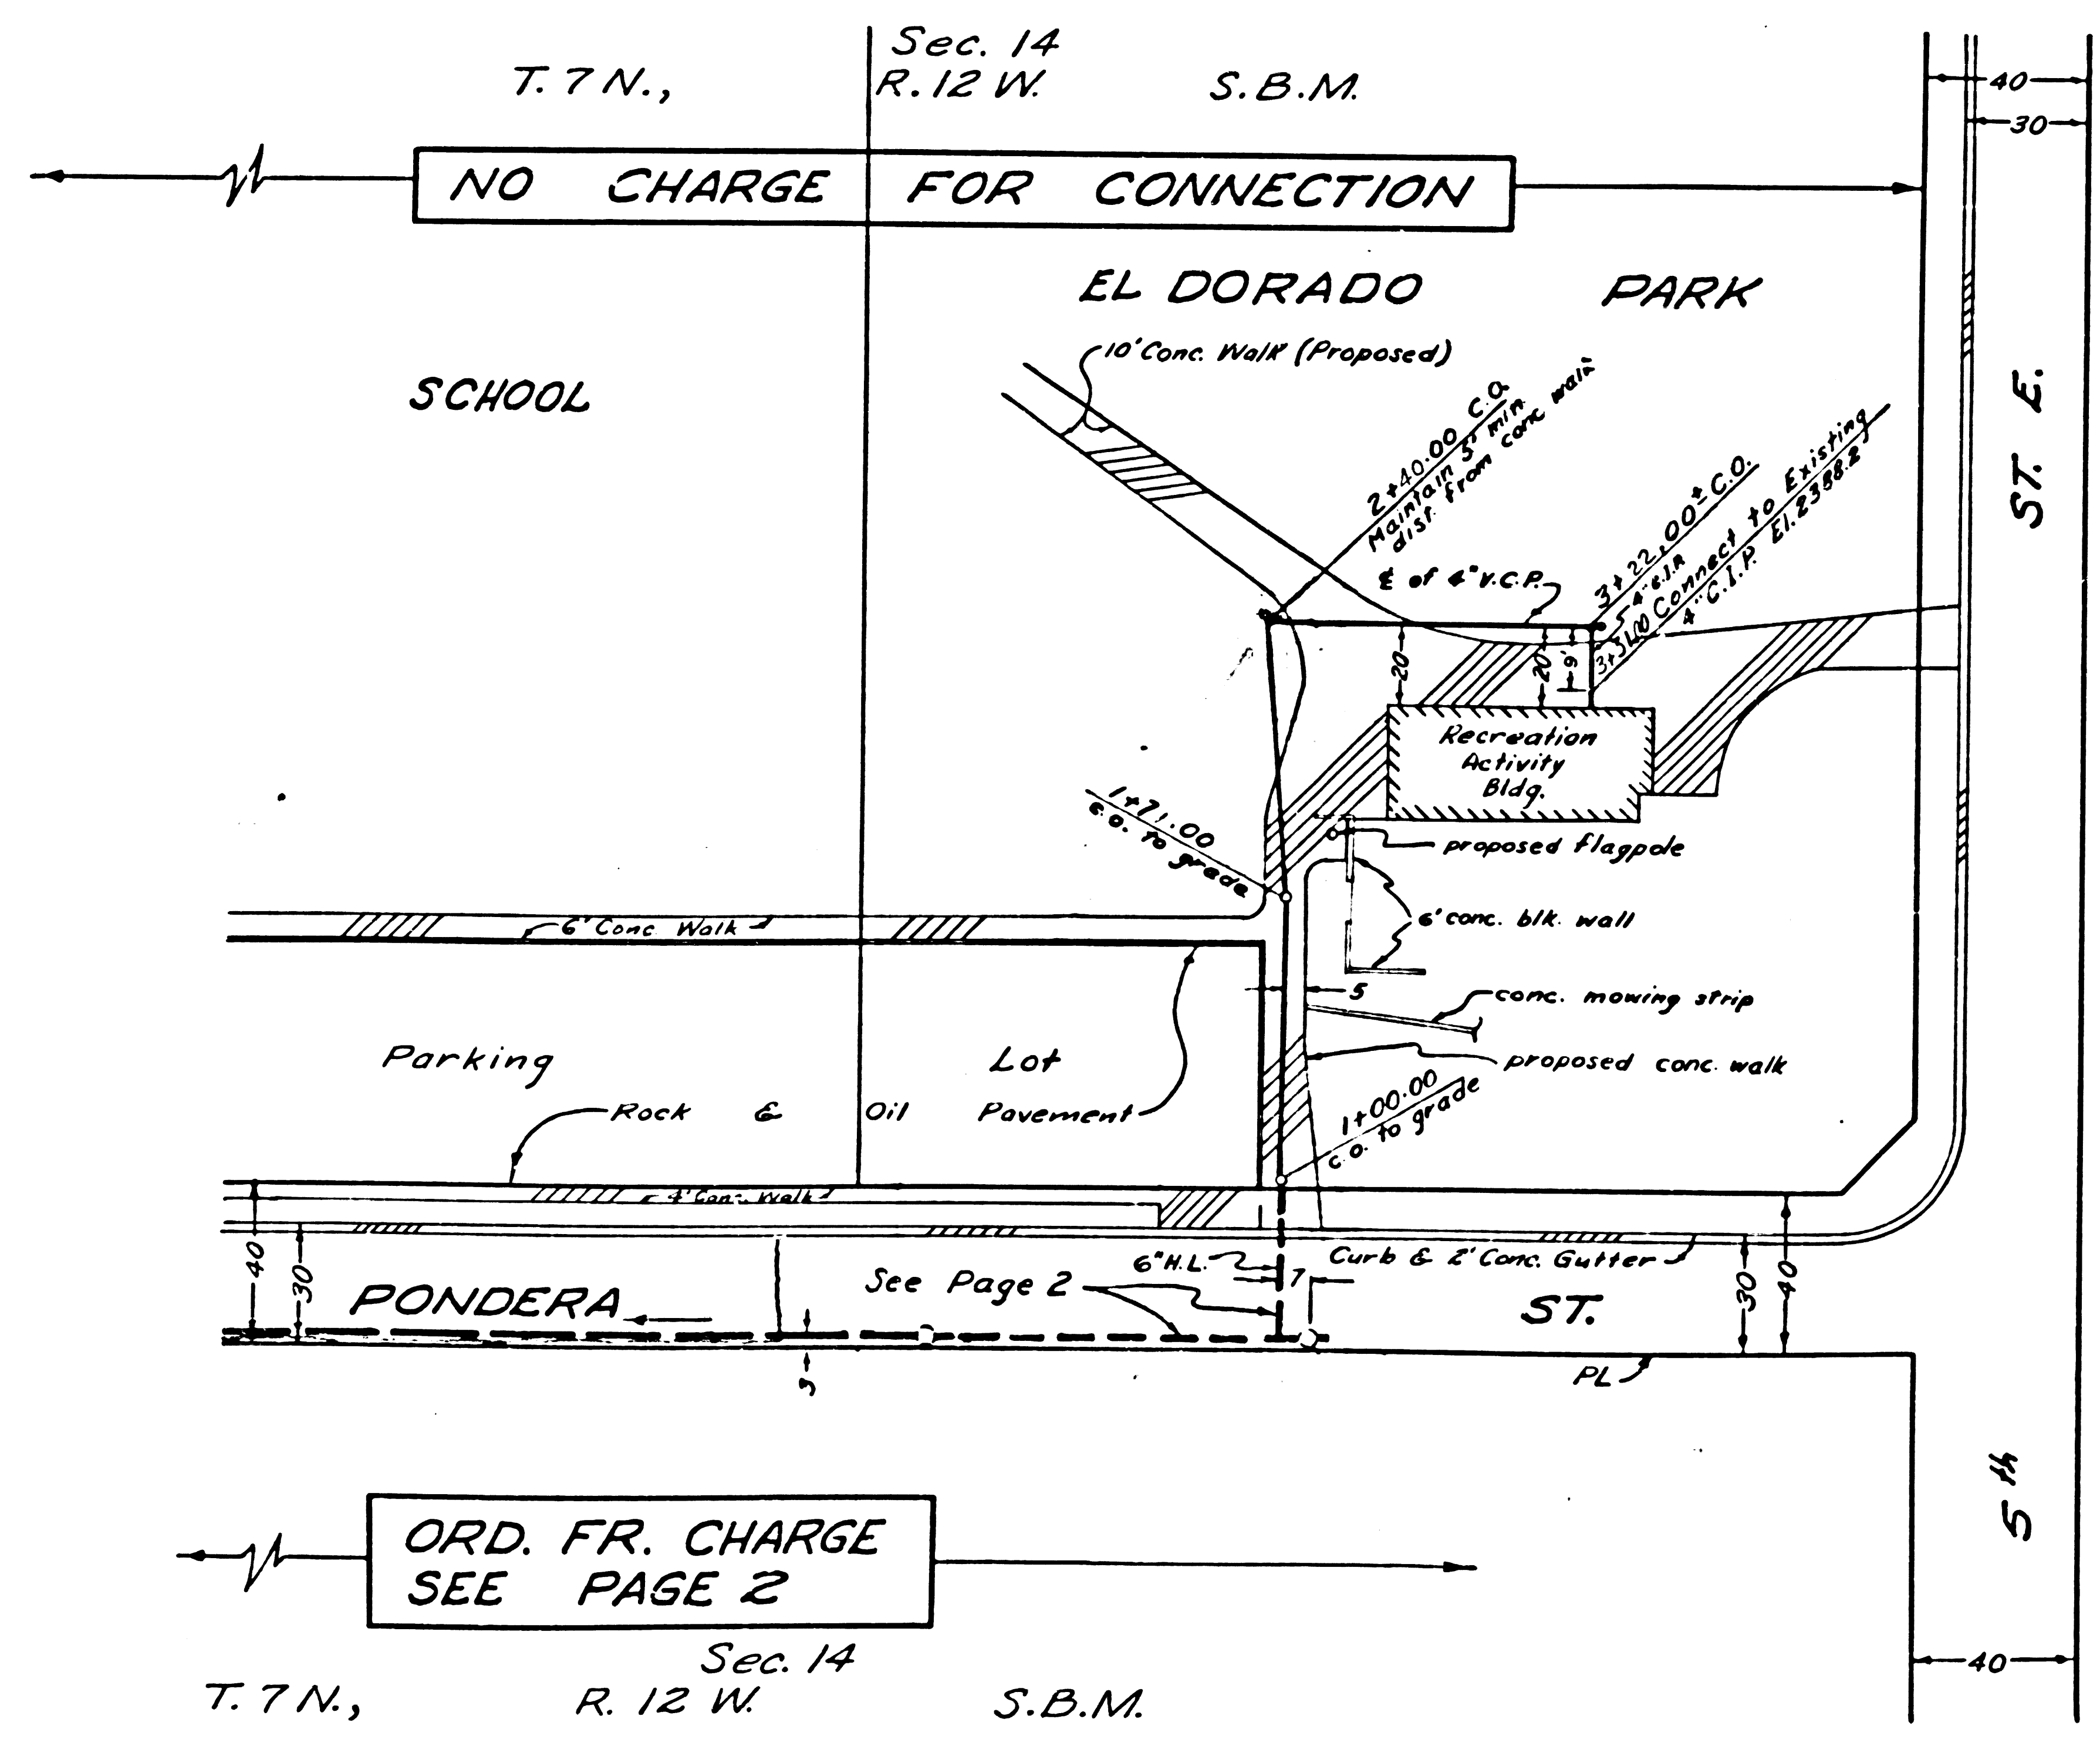 Sec. 14
T. 7 N., R. 12 W. S.B.M.
40
30
NO CHARGE FOR CONNECTION
EL DORADO PARK
10' Conc. Walk (Proposed)
SCHOOL
ST. E.
2+40.00 C.O.
Maintain 5' min.
dist. from conc walk
3+22.00± C.O.
4" C.I.P.
Connect to Existing
4" C.I.P. El. 2358.2
℄ of 4" V.C.P.
20
20'
9'
Recreation
Activity
Bldg.
1+71.00
c.o. to grade
proposed flagpole
6' Conc Walk
6' conc. blk. wall
5
conc. mowing strip
Parking Lot
proposed conc. walk
Rock & Oil Pavement
1+00.00
c.o. to grade
4' Conc. Walk
40
30
6" H.L.
7
Curb & 2' Conc. Gutter
See Page 2
PONDERA ST.
30
40
3
PL
5th
ORD. FR. CHARGE
SEE PAGE 2
Sec. 14
40
T. 7 N., R. 12 W. S.B.M.